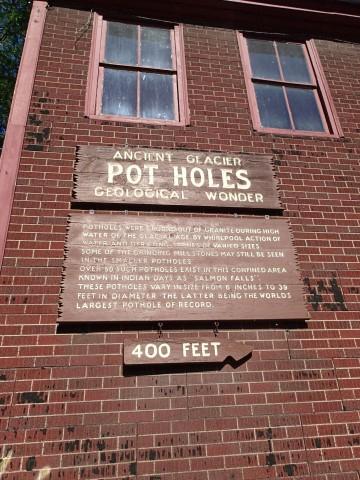 ANCIENT GLACIER
POT HOLES
GEOLOGICAL WONDER
POTHOLES WERE GROUND OUT OF GRANITE DURING HIGH
WATER OF THE GLACIAL AGE BY WHIRLPOOL ACTION OF
WATER AND GRINDING STONES OF VARIED SIZES
SOME OF THE GRINDING MILLSTONES MAY STILL BE SEEN
IN THE SMALLER POTHOLES
OVER 50 SUCH POTHOLES EXIST IN THIS CONFINED AREA
KNOWN IN INDIAN DAYS AS "SALMON FALLS"
THESE POTHOLES VARY IN SIZE FROM 6 INCHES TO 39
FEET IN DIAMETER. THE LATTER BEING THE WORLDS
LARGEST POTHOLE OF RECORD.
400 FEET